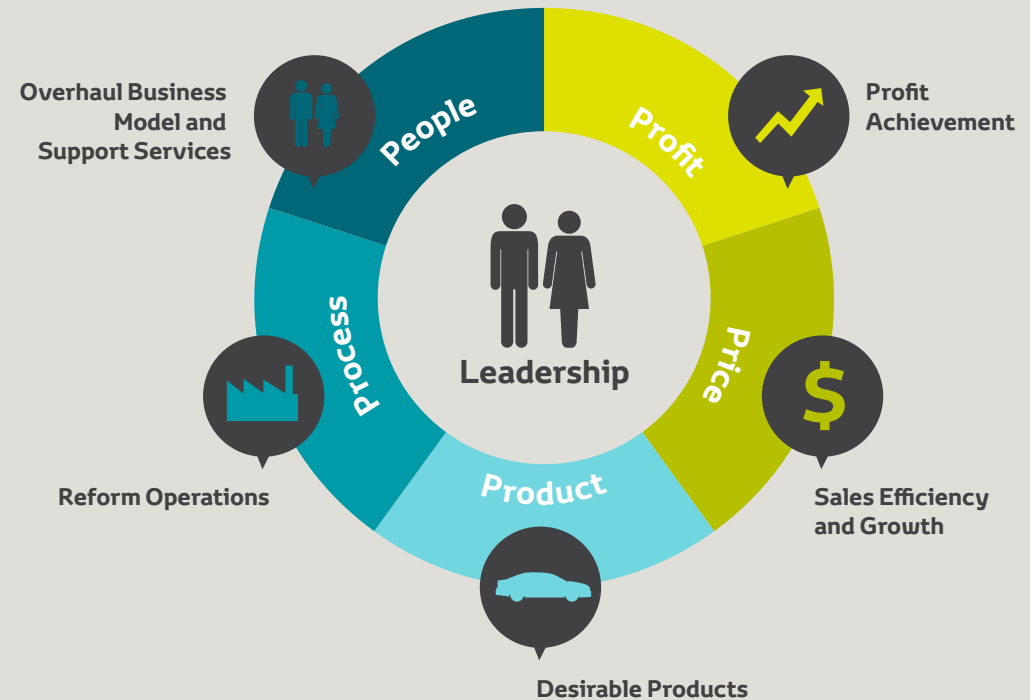 Overhaul Business
Model and
Support Services
People
Profit
Profit
Achievement
Process
Leadership
Price
$
Reform Operations
Product
Sales Efficiency
and Growth
Desirable Products